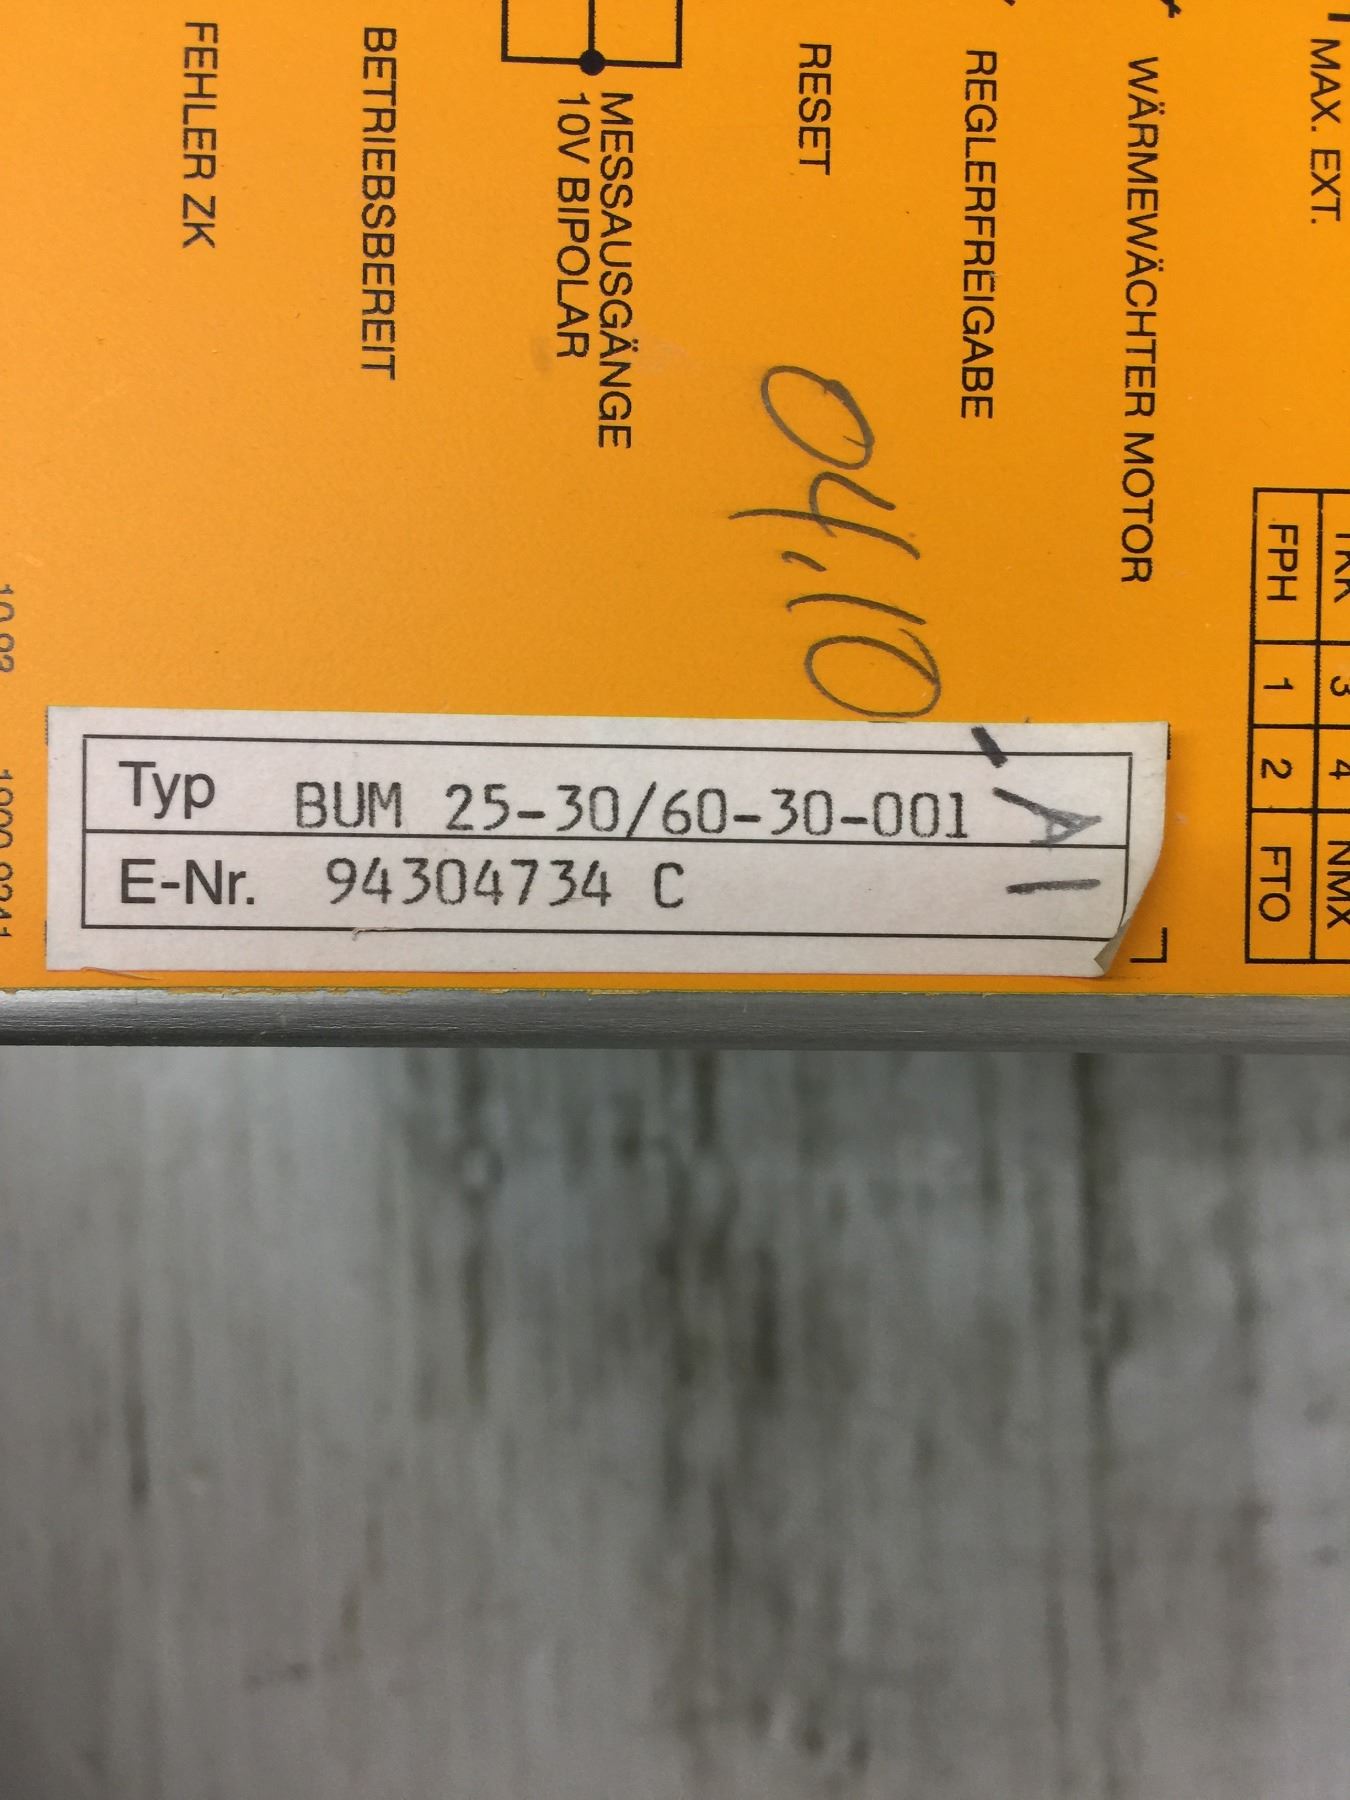 MAX. EXT.
WÄRMEWÄCHTER MOTOR
REGLERFREIGABE
RESET
MESSAUSGÄNGE
10V BIPOLAR
BETRIEBSBEREIT
FEHLER ZK
3 4 NMX
FPH 1 2 FTO
04,10
Typ BUM 25-30/60-30-001 -A-
E-Nr. 94304734 C